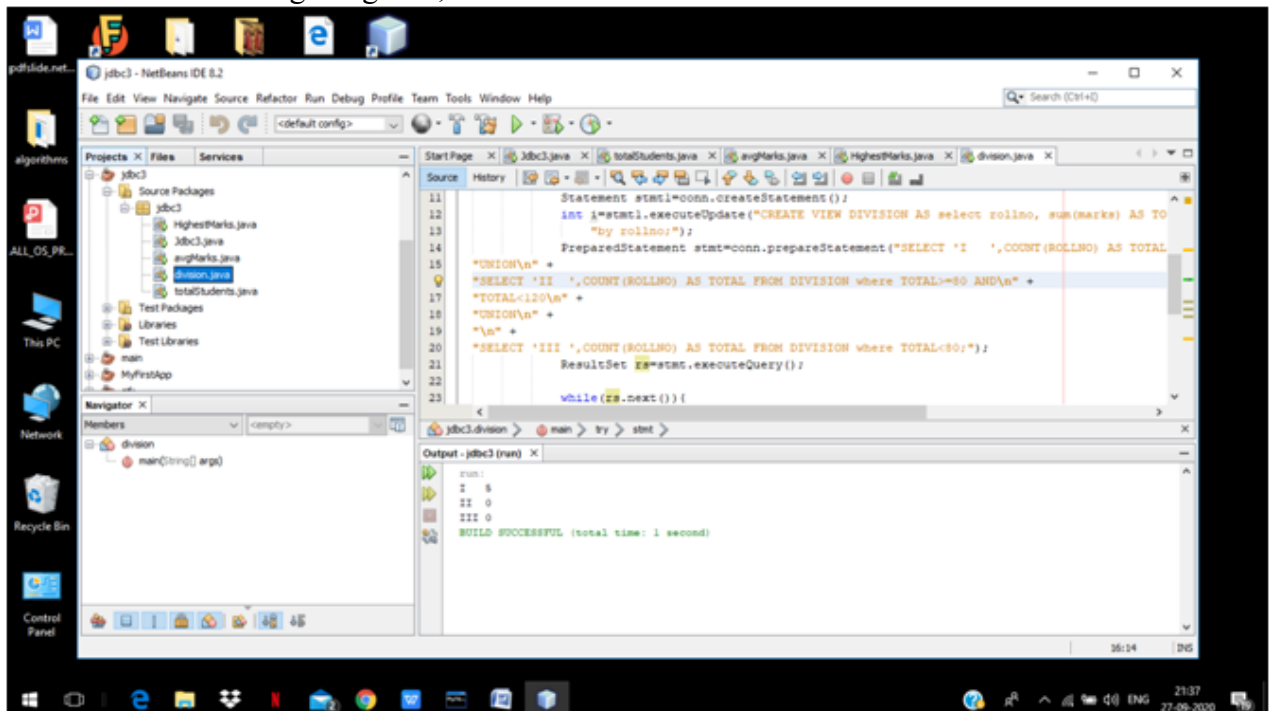 pdfslide.net...
algorithms
ALL_OS_PR...
This PC
Network
Recycle Bin
Control
Panel
jdbc3 - NetBeans IDE 8.2
File Edit View Navigate Source Refactor Run Debug Profile Team Tools Window Help
Search (Ctrl+I)
<default config>
Projects Files Services
jdbc3
Source Packages
jdbc3
HighestMarks.java
Jdbc3.java
avgMarks.java
division.java
totalStudents.java
Test Packages
Libraries
Test Libraries
main
MyFirstApp
Navigator
Members <empty>
division
main(String[] args)
Start Page Jdbc3.java totalStudents.java avgMarks.java HighestMarks.java division.java
Source History
11 Statement stmt1=conn.createStatement();
12 int i=stmt1.executeUpdate("CREATE VIEW DIVISION AS select rollno, sum(marks) AS TO
13 "by rollno;");
14 PreparedStatement stmt=conn.prepareStatement("SELECT 'I   ',COUNT(ROLLNO) AS TOTAL
15 "UNION\n" +
"SELECT 'II  ',COUNT(ROLLNO) AS TOTAL FROM DIVISION where TOTAL>=80 AND\n" +
17 "TOTAL<120\n" +
18 "UNION\n" +
19 "\n" +
20 "SELECT 'III ',COUNT(ROLLNO) AS TOTAL FROM DIVISION where TOTAL<80;");
21 ResultSet rs=stmt.executeQuery();
22
23 while(rs.next()){
jdbc3.division main try stmt
Output - jdbc3 (run)
run:
I
II 0
III 0
BUILD SUCCESSFUL (total time: 1 second)
16:14 INS
ENG
21:37
27-09-2020